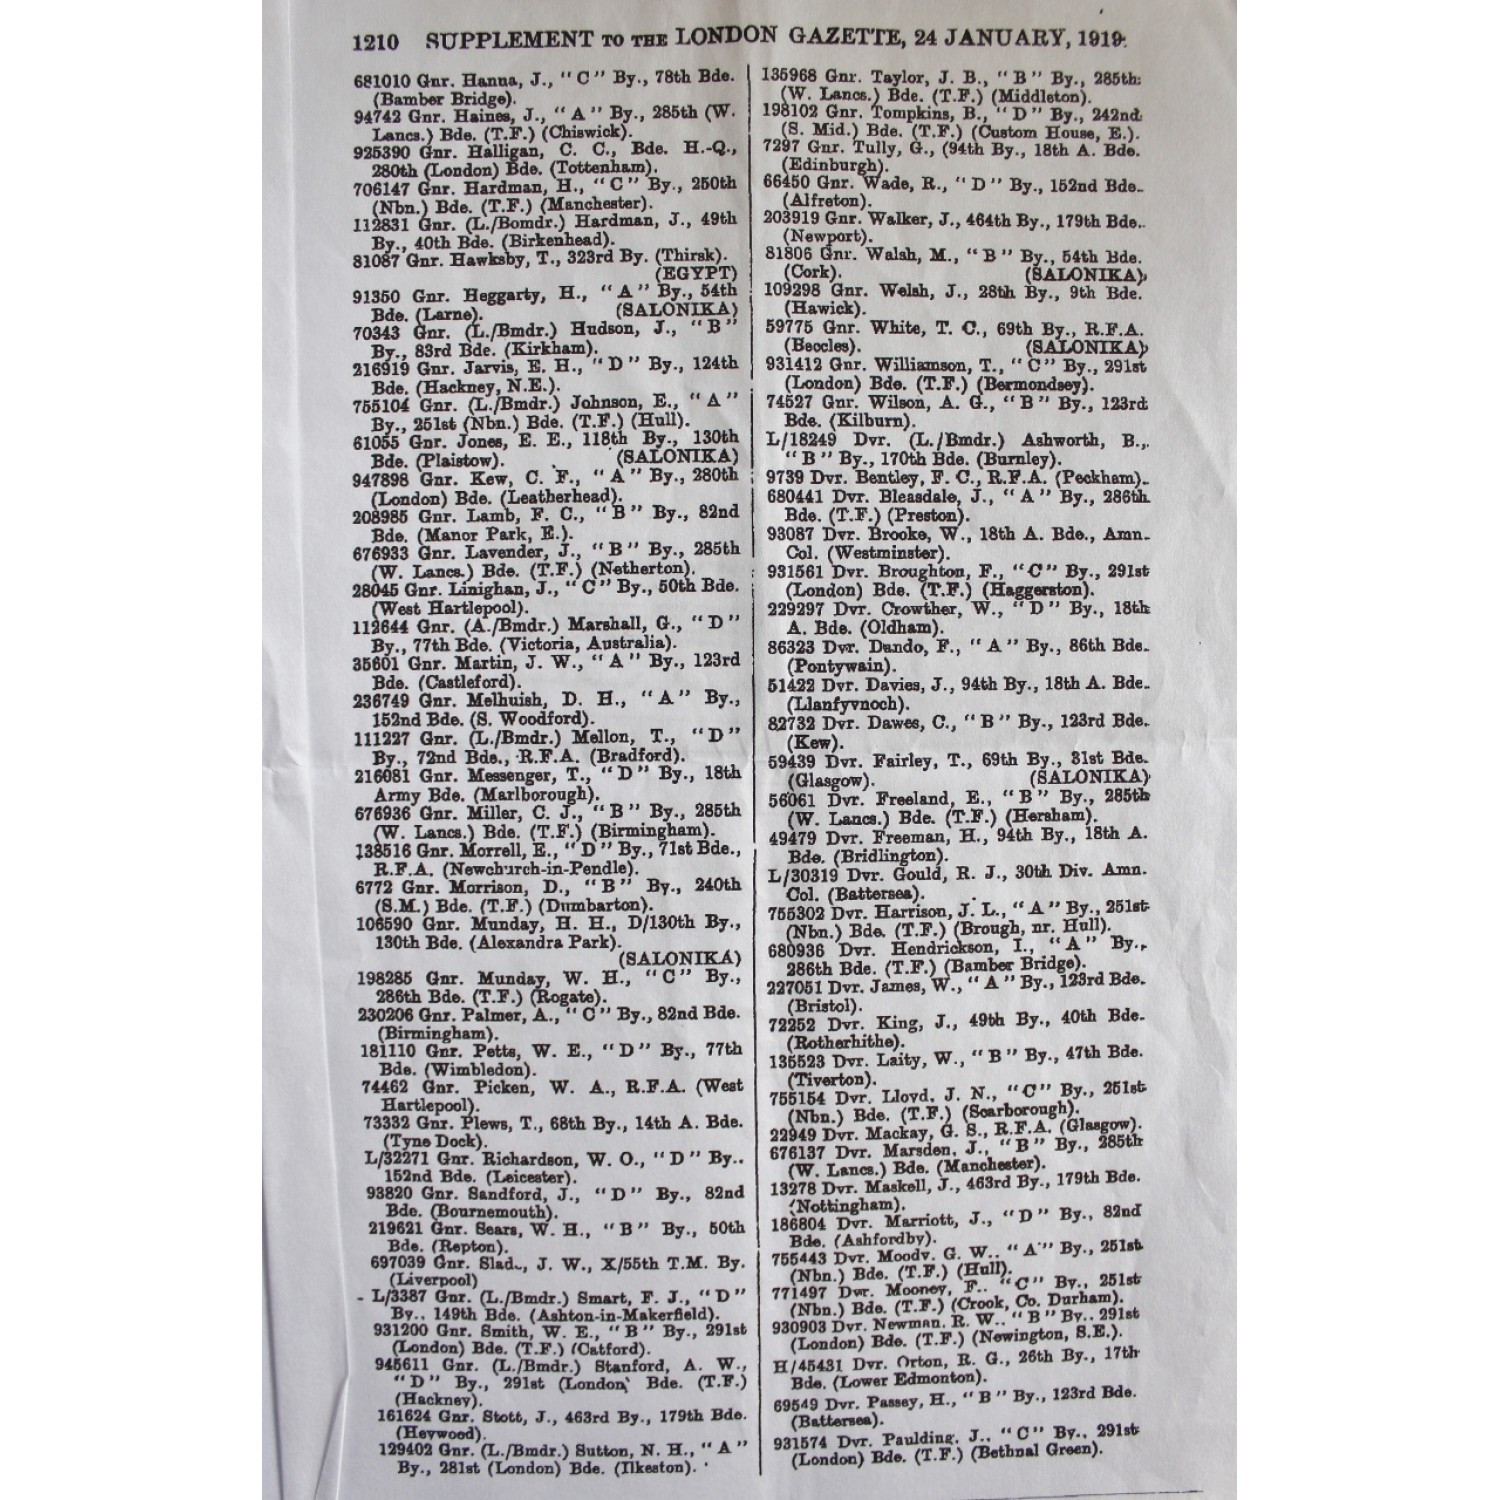 1210 SUPPLEMENT TO THE LONDON GAZETTE, 24 JANUARY, 1919.
681010 Gnr. Hanna, J., "C" By., 78th Bde.
(Bamber Bridge).
94742 Gnr. Haines, J., "A" By., 285th (W.
Lancs.) Bde. (T.F.) (Chiswick).
925390 Gnr. Halligan, C. C., Bde. H.-Q.,
280th (London) Bde. (Tottenham).
706147 Gnr. Hardman, H., "C" By., 250th
(Nbn.) Bde. (T.F.) (Manchester).
112831 Gnr. (L./Bomdr.) Hardman, J., 49th
By., 40th Bde. (Birkenhead).
81087 Gnr. Hawksby, T., 323rd By. (Thirsk).
(EGYPT)
91350 Gnr. Heggarty, H., "A" By., 54th
Bde. (Larne). (SALONIKA)
70343 Gnr. (L./Bmdr.) Hudson, J., "B"
By., 83rd Bde. (Kirkham).
216919 Gnr. Jarvis, E. H., "D" By., 124th
Bde. (Hackney, N.E.).
755104 Gnr. (L./Bmdr.) Johnson, E., "A"
By., 251st (Nbn.) Bde. (T.F.) (Hull).
61055 Gnr. Jones, E. E., 118th By., 130th
Bde. (Plaistow). (SALONIKA)
947898 Gnr. Kew, C. F., "A" By., 280th
(London) Bde. (Leatherhead).
208985 Gnr. Lamb, F. C., "B" By., 82nd
Bde. (Manor Park, E.).
676933 Gnr. Lavender, J., "B" By., 285th
(W. Lancs.) Bde. (T.F.) (Netherton).
28045 Gnr. Linighan, J., "C" By., 50th Bde.
(West Hartlepool).
112644 Gnr. (A./Bmdr.) Marshall, G., "D"
By., 77th Bde. (Victoria, Australia).
35601 Gnr. Martin, J. W., "A" By., 123rd
Bde. (Castleford).
236749 Gnr. Melhuish, D. H., "A" By.,
152nd Bde. (S. Woodford).
111227 Gnr. (L./Bmdr.) Mellon, T., "D"
By., 72nd Bde., R.F.A. (Bradford).
216081 Gnr. Messenger, T., "D" By., 18th
Army Bde. (Marlborough).
676936 Gnr. Miller, C. J., "B" By., 285th
(W. Lancs.) Bde. (T.F.) (Birmingham).
138516 Gnr. Morrell, E., "D" By., 71st Bde.,
R.F.A. (Newchurch-in-Pendle).
6772 Gnr. Morrison, D., "B" By., 240th
(S.M.) Bde. (T.F.) (Dumbarton).
106590 Gnr. Munday, H. H., D/130th By.,
130th Bde. (Alexandra Park).
(SALONIKA)
198285 Gnr. Munday, W. H., "C" By.,
286th Bde. (T.F.) (Rogate).
230206 Gnr. Palmer, A., "C" By., 82nd Bde.
(Birmingham).
181110 Gnr. Petts, W. E., "D" By., 77th
Bde. (Wimbledon).
74462 Gnr. Picken, W. A., R.F.A. (West
Hartlepool).
73332 Gnr. Plews, T., 68th By., 14th A. Bde.
(Tyne Dock).
L/32271 Gnr. Richardson, W. O., "D" By.,
152nd Bde. (Leicester).
93820 Gnr. Sandford, J., "D" By., 82nd
Bde. (Bournemouth).
219621 Gnr. Sears, W. H., "B" By., 50th
Bde. (Repton).
697039 Gnr. J. W., X/55th T.M. By.
(Liverpool)
L/3387 Gnr. (L./Bmdr.) Smart, F. J., "D"
By., 149th Bde. (Ashton-in-Makerfield).
931200 Gnr. Smith, W. E., "B" By., 291st
(London) Bde. (T.F.) (Catford).
945611 Gnr. (L./Bmdr.) Stanford, A. W.,
"D" By., 291st (London) Bde. (T.F.)
(Hackney).
161624 Gnr. Stott, J., 463rd By., 179th Bde.
(Heywood).
129402 Gnr. (L./Bmdr.) Sutton, N. H., "A"
By., 281st (London) Bde. (Ilkeston).
135968 Gnr. Taylor, J. B., "B" By., 285th
(W. Lancs.) Bde. (T.F.) (Middleton).
198102 Gnr. Tompkins, B., "D" By., 242nd
(S. Mid.) Bde. (T.F.) (Custom House, E.).
7297 Gnr. Tully, G., (94th By., 18th A. Bde.
(Edinburgh).
66450 Gnr. Wade, R., "D" By., 152nd Bde.
(Alfreton).
203919 Gnr. Walker, J., 464th By., 179th Bde.
(Newport).
81806 Gnr. Walsh, M., "B" By., 54th Bde.
(Cork). (SALONIKA)
109298 Gnr. Welsh, J., 28th By., 9th Bde.
(Hawick).
59775 Gnr. White, T. C., 69th By., R.F.A.
(Beccles). (SALONIKA)
931412 Gnr. Williamson, T., "C" By., 291st
(London) Bde. (T.F.) (Bermondsey).
74527 Gnr. Wilson, A. G., "B" By., 123rd
Bde. (Kilburn).
L/18249 Dvr. (L./Bmdr.) Ashworth, B.,
"B" By., 170th Bde. (Burnley).
9739 Dvr. Bentley, F. C., R.F.A. (Peckham).
680441 Dvr. Bleasdale, J., "A" By., 286th
Bde. (T.F.) (Preston).
93087 Dvr. Brooke, W., 18th A. Bde., Amn.
Col. (Westminster).
931561 Dvr. Broughton, F., "C" By., 291st
(London) Bde. (T.F.) (Haggerston).
229297 Dvr. Crowther, W., "D" By., 18th
A. Bde. (Oldham).
86323 Dvr. Dando, F., "A" By., 86th Bde.
(Pontywain).
51422 Dvr. Davies, J., 94th By., 18th A. Bde.
(Llanfyvnoch).
82732 Dvr. Dawes, C., "B" By., 123rd Bde.
(Kew).
59439 Dvr. Fairley, T., 69th By., 31st Bde.
(Glasgow). (SALONIKA)
56061 Dvr. Freeland, E., "B" By., 285th
(W. Lancs.) Bde. (T.F.) (Hersham).
49479 Dvr. Freeman, H., 94th By., 18th A.
Bde. (Bridlington).
L/30319 Dvr. Gould, R. J., 30th Div. Amn.
Col. (Battersea).
755302 Dvr. Harrison, J. L., "A" By., 251st
(Nbn.) Bde. (T.F.) (Brough, nr. Hull).
680936 Dvr. Hendrickson, I., "A" By.,
286th Bde. (T.F.) (Bamber Bridge).
227051 Dvr. James, W., "A" By., 123rd Bde.
(Bristol).
72252 Dvr. King, J., 49th By., 40th Bde.
(Rotherhithe).
135523 Dvr. Laity, W., "B" By., 47th Bde.
(Tiverton).
755154 Dvr. Lloyd, J. N., "C" By., 251st
(Nbn.) Bde. (T.F.) (Scarborough).
22949 Dvr. Mackay, G. S., R.F.A. (Glasgow).
676137 Dvr. Marsden, J., "B" By., 285th
(W. Lancs.) Bde. (Manchester).
13278 Dvr. Maskell, J., 463rd By., 179th Bde.
(Nottingham).
186804 Dvr. Marriott, J., "D" By., 82nd
Bde. (Ashfordby).
755443 Dvr. Moody, G. W., "A" By., 251st
(Nbn.) Bde. (T.F.) (Hull).
771497 Dvr. Mooney, F., "C" By., 251st
(Nbn.) Bde. (T.F.) (Crook, Co. Durham).
930903 Dvr. Newman, R. W., "B" By., 291st
(London) Bde. (T.F.) (Newington, S.E.).
H/45431 Dvr. Orton, R. G., 26th By., 17th
Bde. (Lower Edmonton).
69549 Dvr. Passey, H., "B" By., 123rd Bde.
(Battersea).
931574 Dvr. Paulding, J., "C" By., 291st
(London) Bde. (T.F.) (Bethnal Green).